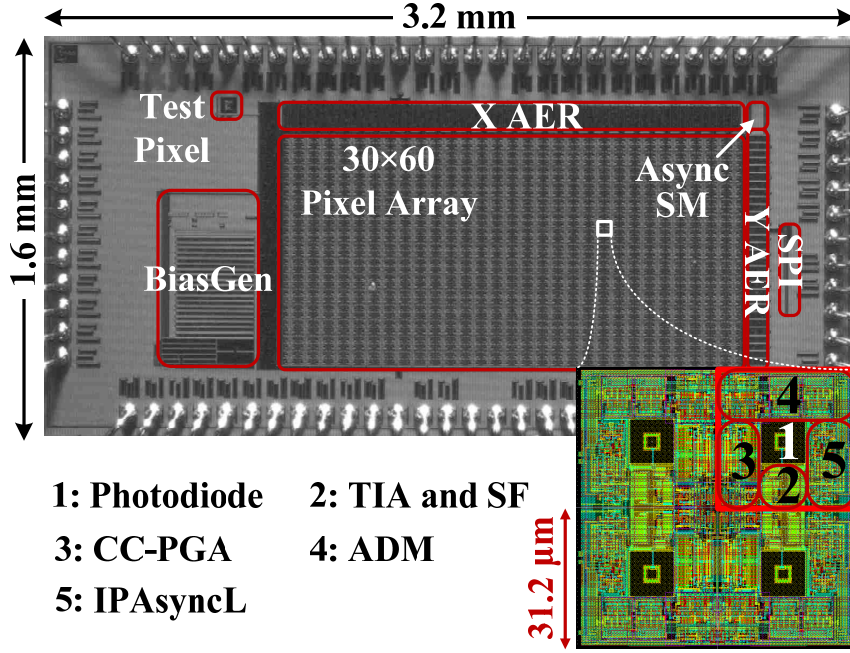 3.2 mm
1.6 mm
Test
Pixel
X AER
30×60
Pixel Array
Async
SM
Y AER
SPI
BiasGen
4
1
3
5
2
31.2 μm
1: Photodiode
2: TIA and SF
3: CC-PGA
4: ADM
5: IPAsyncL